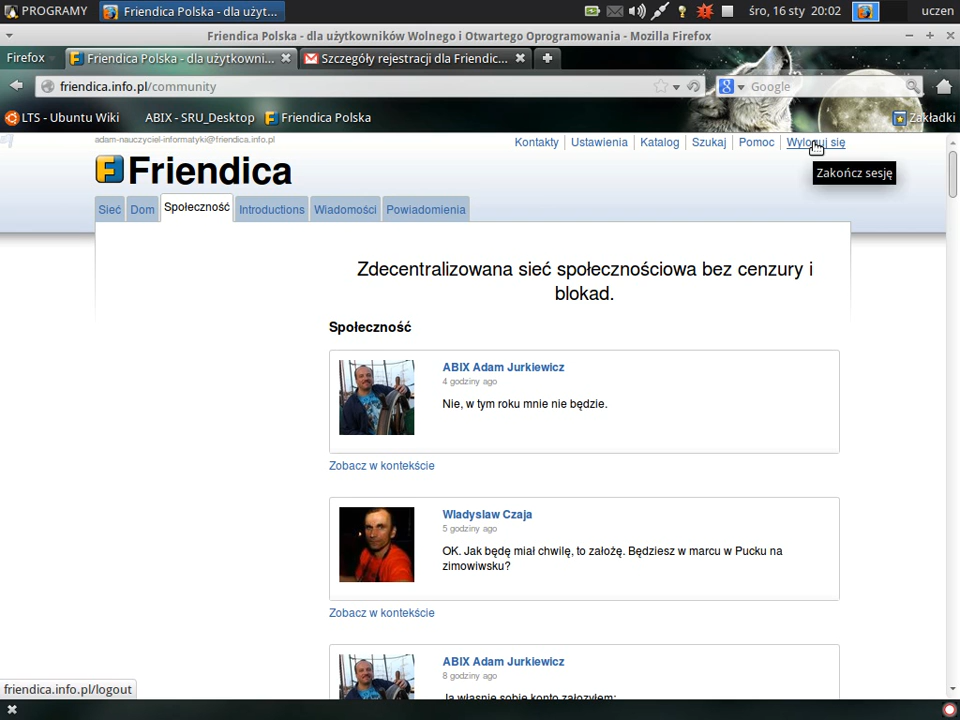 PROGRAMY
Friendica Polska - dla użyt...
śro, 16 sty 20:02
uczen
Friendica Polska - dla użytkowników Wolnego i Otwartego Oprogramowania - Mozilla Firefox
Firefox
Friendica Polska - dla użytkowni...
Szczegóły rejestracji dla Friendic...
friendica.info.pl/community
Google
LTS - Ubuntu Wiki
ABIX - SRU_Desktop
Friendica Polska
Zakładki
adam-nauczyciel-informatyki@friendica.info.pl
Kontakty
Ustawienia
Katalog
Szukaj
Pomoc
Wyloguj się
Zakończ sesję
Friendica
Sieć
Dom
Społeczność
Introductions
Wiadomości
Powiadomienia
Zdecentralizowana sieć społecznościowa bez cenzury i
blokad.
Społeczność
ABIX Adam Jurkiewicz
4 godziny ago
Nie, w tym roku mnie nie będzie.
Zobacz w kontekście
Wladyslaw Czaja
5 godziny ago
OK. Jak będę miał chwilę, to założę. Będziesz w marcu w Pucku na
zimowiwsku?
Zobacz w kontekście
ABIX Adam Jurkiewicz
8 godziny ago
Ja własnie sobie konto założyłem:
friendica.info.pl/logout